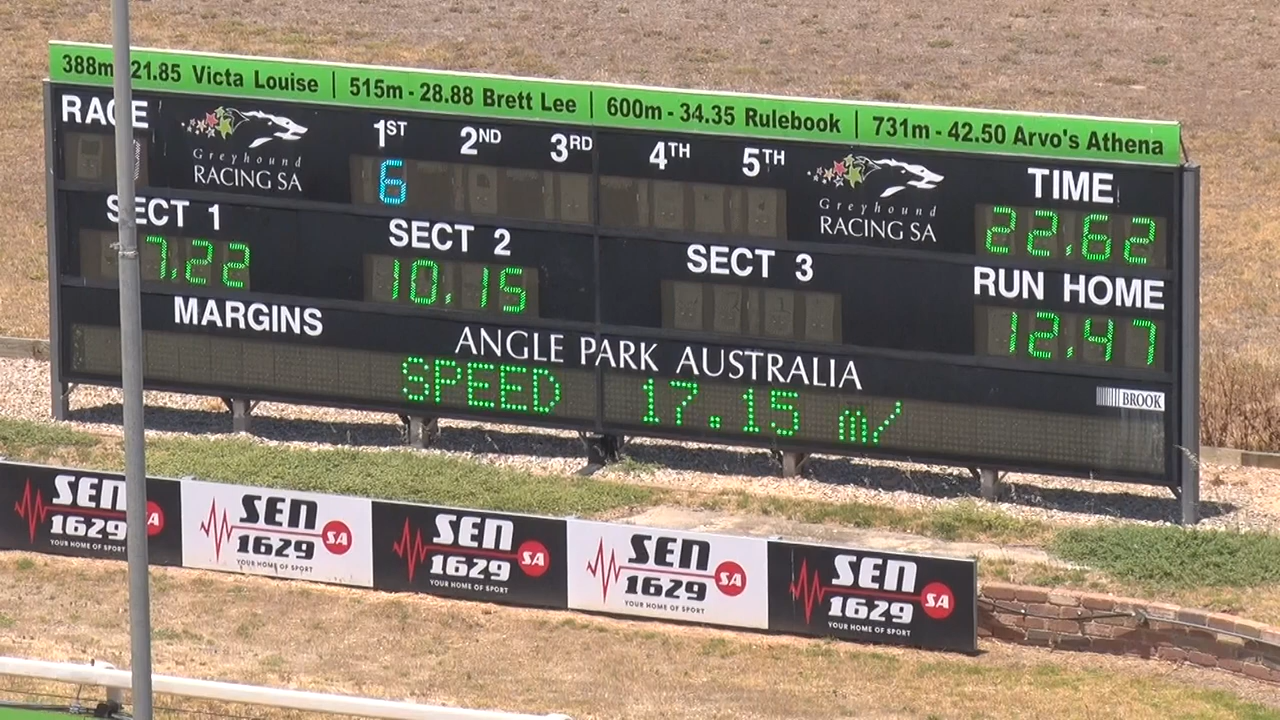 388m 21.85 Victa Louise | 515m - 28.88 Brett Lee | 600m - 34.35 Rulebook | 731m - 42.50 Arvo's Athena
RACE
Greyhound
RACING SA
1ST 2ND 3RD 4TH 5TH
6
Greyhound
RACING SA
TIME
22.62
SECT 1
7.22
SECT 2
10.15
SECT 3
RUN HOME
12.47
MARGINS
ANGLE PARK AUSTRALIA
BROOK
SPEED 17.15 m/
SEN
1629
SA
YOUR HOME OF SPORT
SEN
1629
SA
YOUR HOME OF SPORT
SEN
1629
SA
YOUR HOME OF SPORT
SEN
1629
SA
YOUR HOME OF SPORT
SEN
1629
SA
YOUR HOME OF SPORT